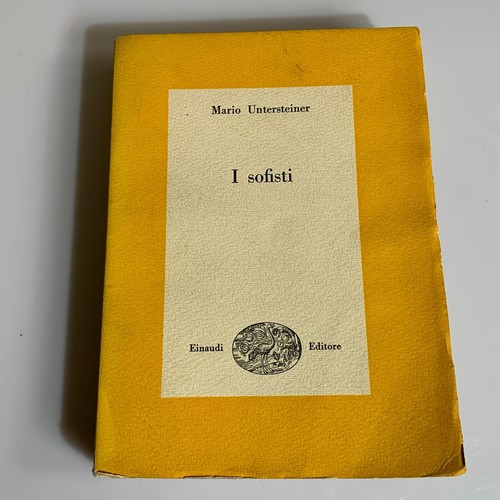 Mario Untersteiner
I sofisti
Einaudi Editore